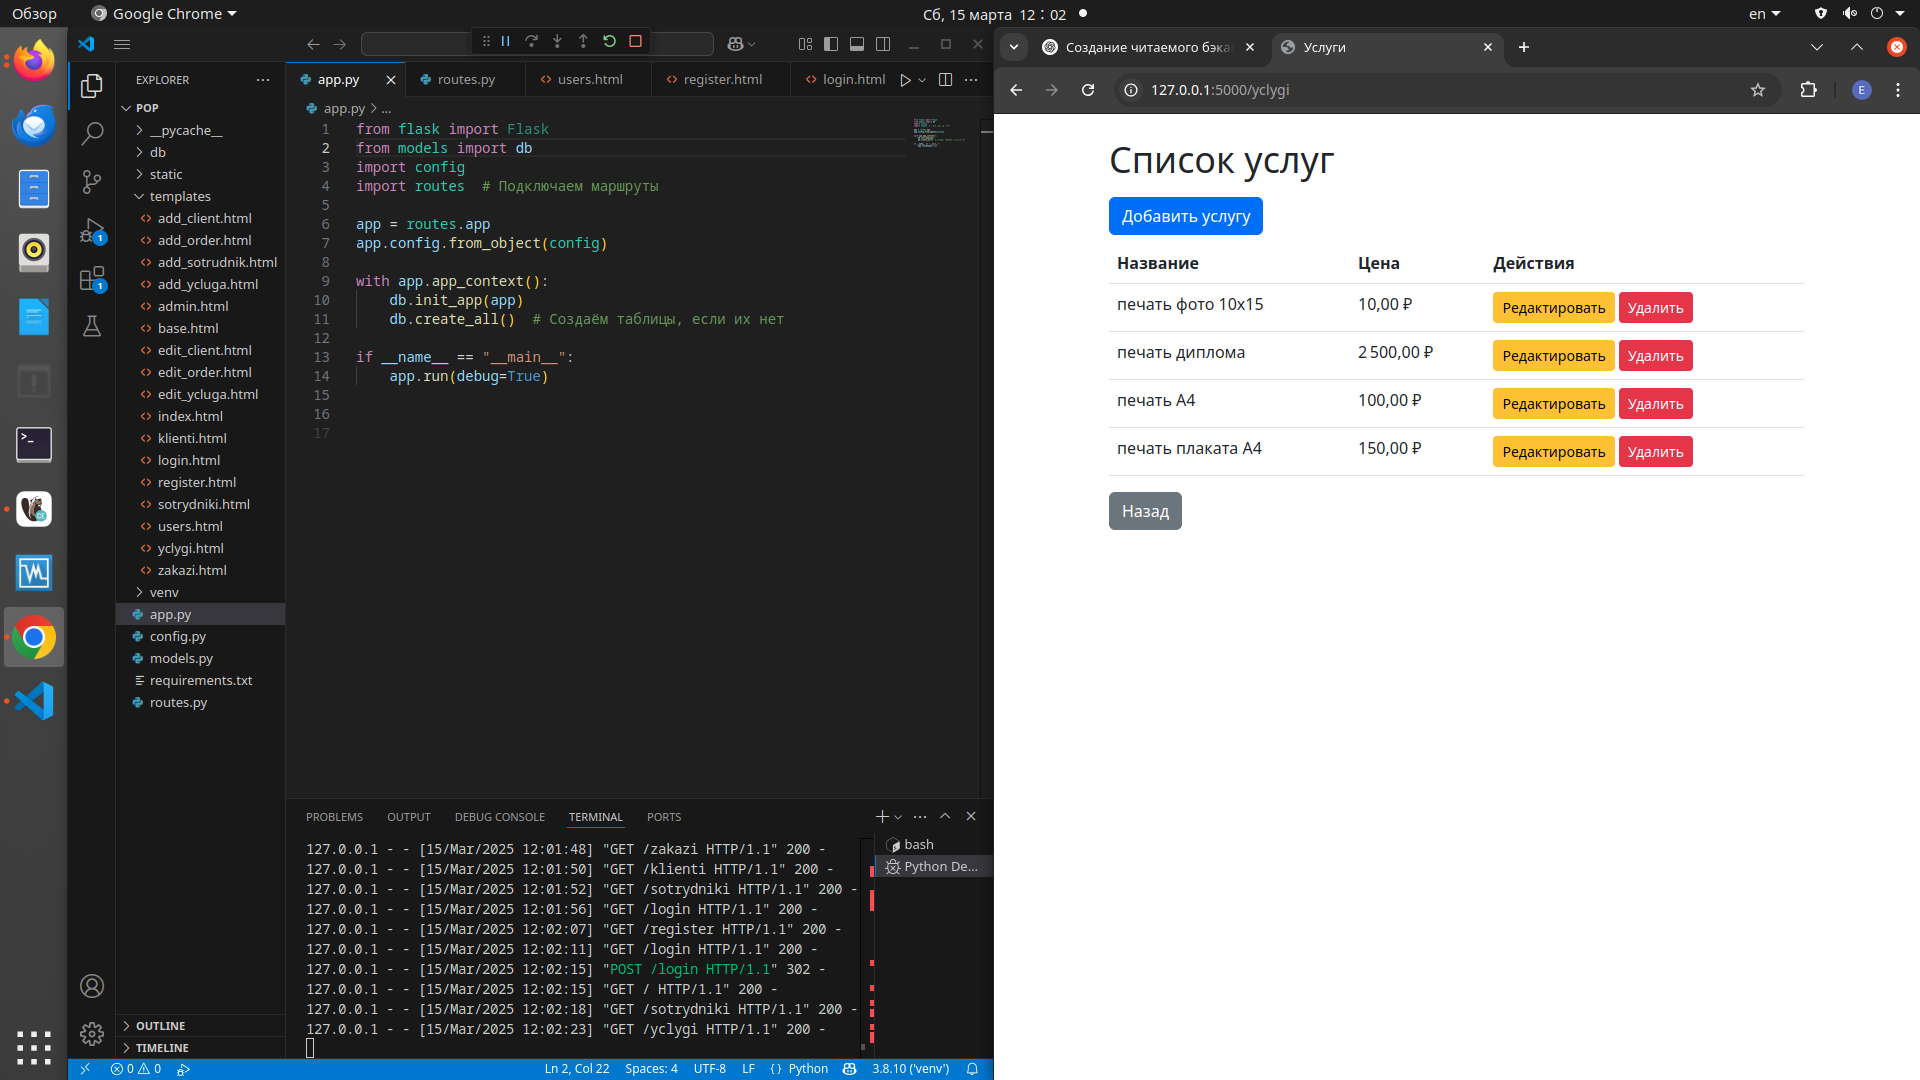 Обзор
Google Chrome
Сб, 15 марта 12:02
en
EXPLORER
POP
__pycache__
db
static
templates
add_client.html
add_order.html
add_sotrudnik.html
add_ycluga.html
admin.html
base.html
edit_client.html
edit_order.html
edit_ycluga.html
index.html
klienti.html
login.html
register.html
sotrydniki.html
users.html
yclygi.html
zakazi.html
venv
app.py
config.py
models.py
requirements.txt
routes.py
OUTLINE
TIMELINE
1
1
app.py routes.py users.html register.html login.html
app.py > ...
1 from flask import Flask
2 from models import db
3 import config
4 import routes  # Подключаем маршруты
5
6 app = routes.app
7 app.config.from_object(config)
8
9 with app.app_context():
10     db.init_app(app)
11     db.create_all()  # Создаём таблицы, если их нет
12
13 if __name__ == "__main__":
14     app.run(debug=True)
15
16
17
PROBLEMS OUTPUT DEBUG CONSOLE TERMINAL PORTS
127.0.0.1 - - [15/Mar/2025 12:01:48] "GET /zakazi HTTP/1.1" 200 -
127.0.0.1 - - [15/Mar/2025 12:01:50] "GET /klienti HTTP/1.1" 200 -
127.0.0.1 - - [15/Mar/2025 12:01:52] "GET /sotrydniki HTTP/1.1" 200 -
127.0.0.1 - - [15/Mar/2025 12:01:56] "GET /login HTTP/1.1" 200 -
127.0.0.1 - - [15/Mar/2025 12:02:07] "GET /register HTTP/1.1" 200 -
127.0.0.1 - - [15/Mar/2025 12:02:11] "GET /login HTTP/1.1" 200 -
127.0.0.1 - - [15/Mar/2025 12:02:15] "POST /login HTTP/1.1" 302 -
127.0.0.1 - - [15/Mar/2025 12:02:15] "GET / HTTP/1.1" 200 -
127.0.0.1 - - [15/Mar/2025 12:02:18] "GET /sotrydniki HTTP/1.1" 200 -
127.0.0.1 - - [15/Mar/2025 12:02:23] "GET /yclygi HTTP/1.1" 200 -
bash
Python De...
0 0
Ln 2, Col 22 Spaces: 4 UTF-8 LF {} Python 3.8.10 ('venv')
Создание читаемого бэка
Услуги
127.0.0.1:5000/yclygi
E
Список услуг
Добавить услугу
Название Цена Действия
печать фото 10x15 10,00 ₽ Редактировать Удалить
печать диплома 2 500,00 ₽ Редактировать Удалить
печать А4 100,00 ₽ Редактировать Удалить
печать плаката А4 150,00 ₽ Редактировать Удалить
Назад